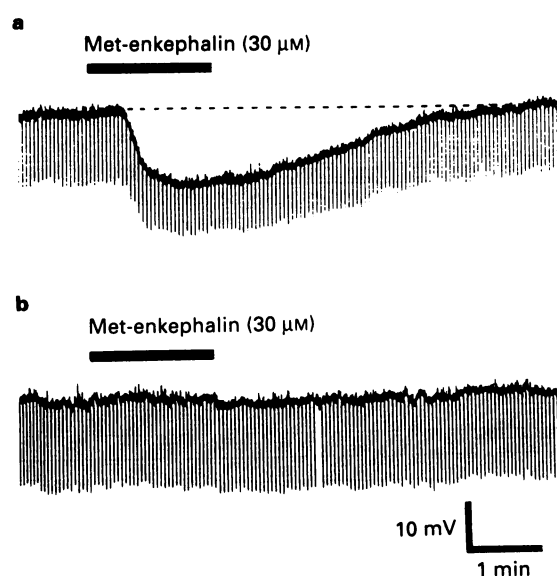 a
Met-enkephalin (30 μM)
b
Met-enkephalin (30 μM)
10 mV
1 min